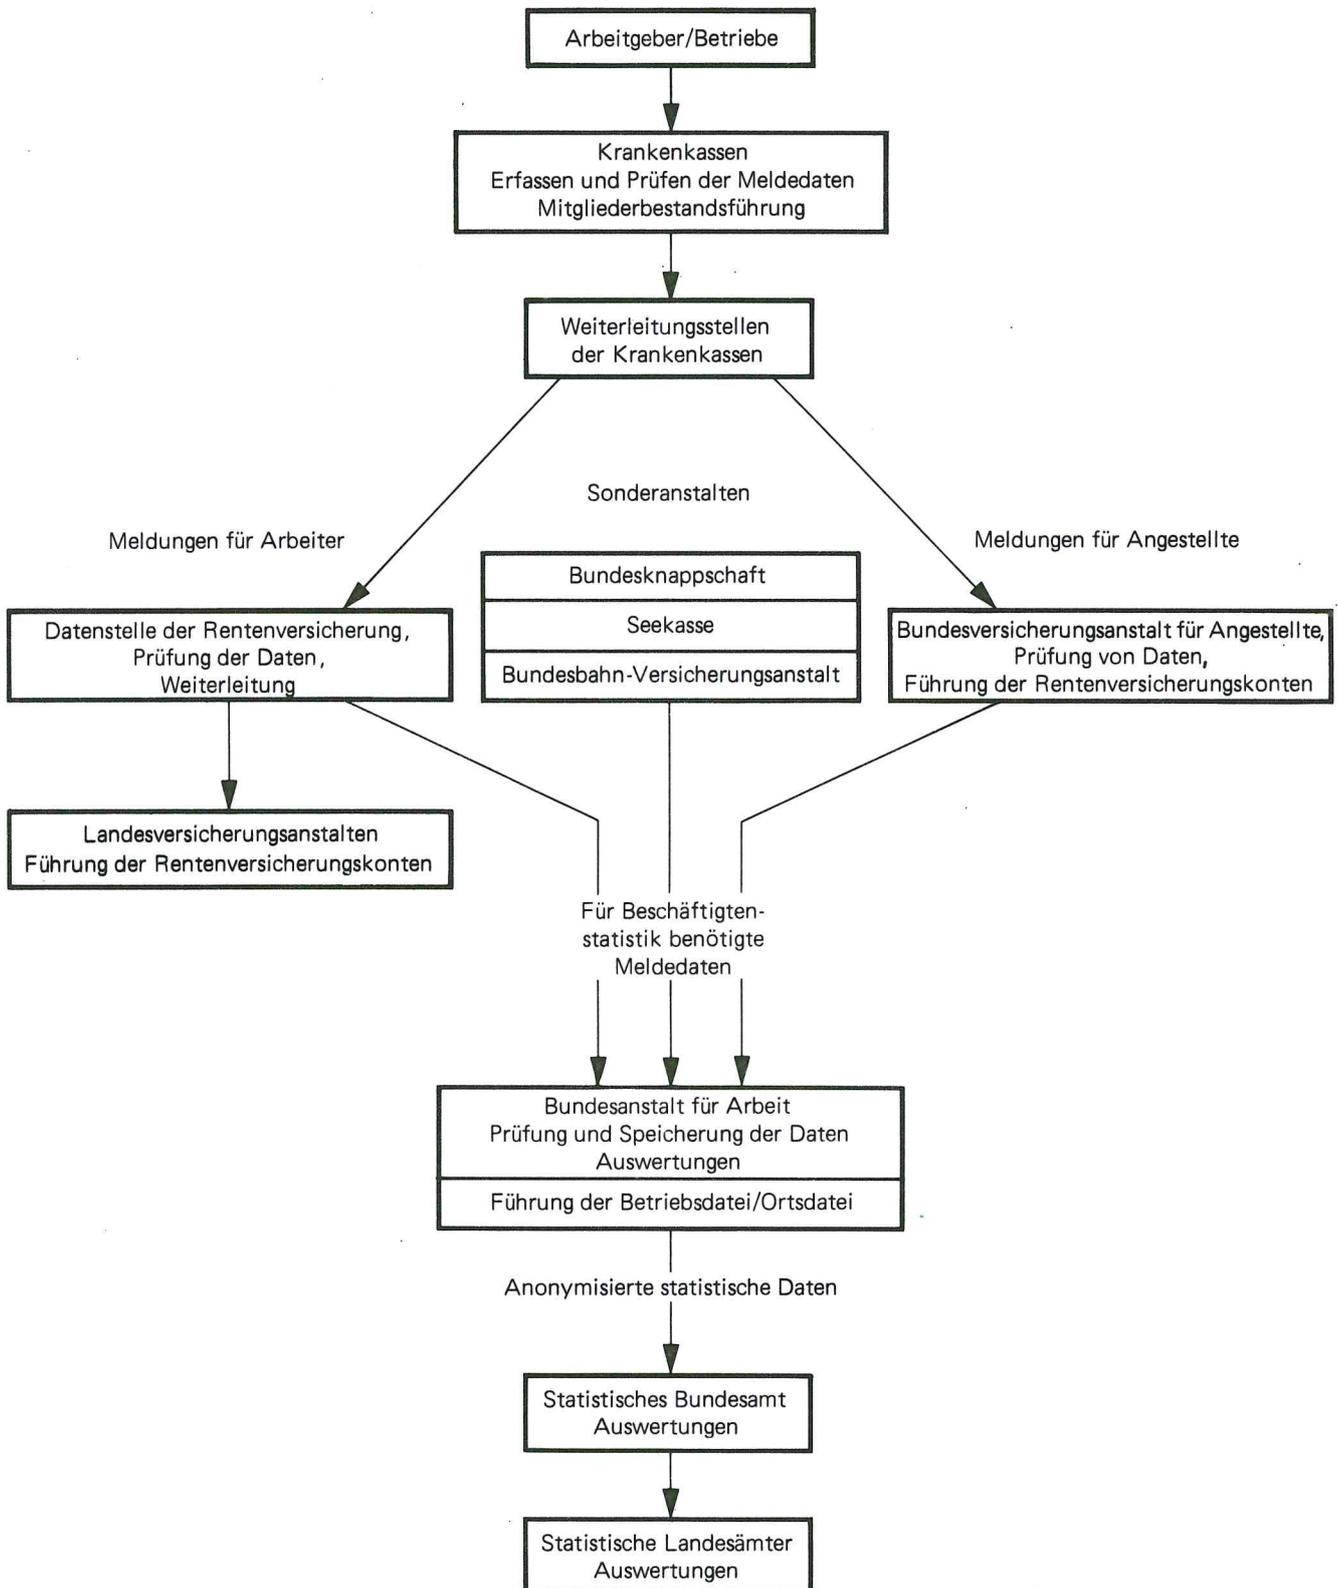 Arbeitgeber/Betriebe
Krankenkassen
Erfassen und Prüfen der Meldedaten
Mitgliederbestandsführung
Weiterleitungsstellen
der Krankenkassen
Sonderanstalten
Meldungen für Arbeiter
Meldungen für Angestellte
Datenstelle der Rentenversicherung,
Prüfung der Daten,
Weiterleitung
Bundesknappschaft
Seekasse
Bundesbahn-Versicherungsanstalt
Bundesversicherungsanstalt für Angestellte,
Prüfung von Daten,
Führung der Rentenversicherungskonten
Landesversicherungsanstalten
Führung der Rentenversicherungskonten
Für Beschäftigten-
statistik benötigte
Meldedaten
Bundesanstalt für Arbeit
Prüfung und Speicherung der Daten
Auswertungen
Führung der Betriebsdatei/Ortsdatei
Anonymisierte statistische Daten
Statistisches Bundesamt
Auswertungen
Statistische Landesämter
Auswertungen